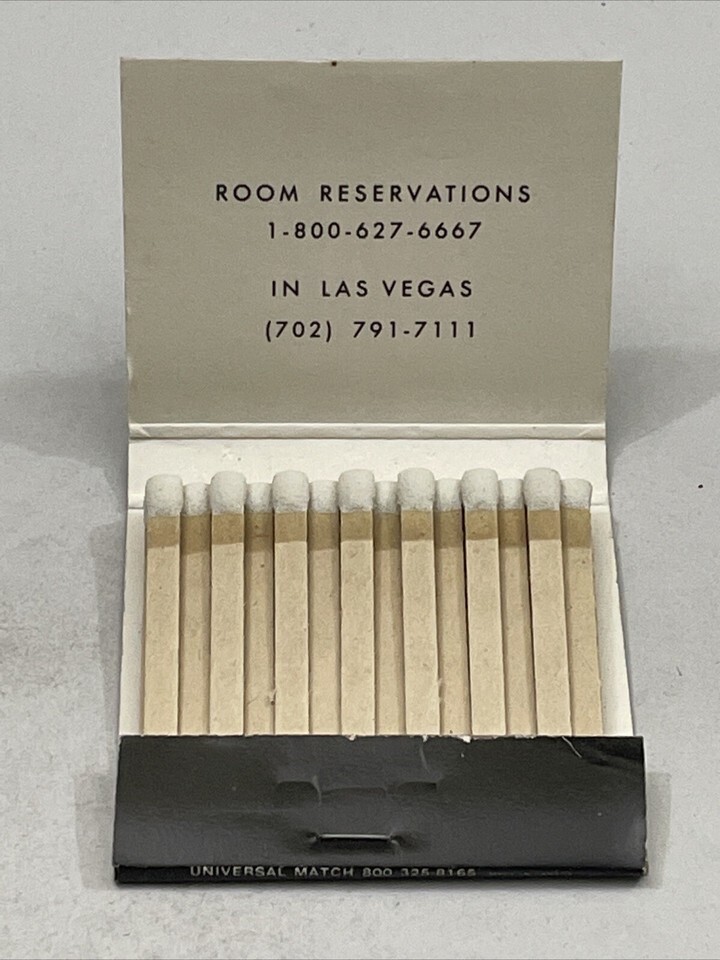 ROOM RESERVATIONS
1-800-627-6667
IN LAS VEGAS
(702) 791-7111
UNIVERSAL MATCH 800 325-8165